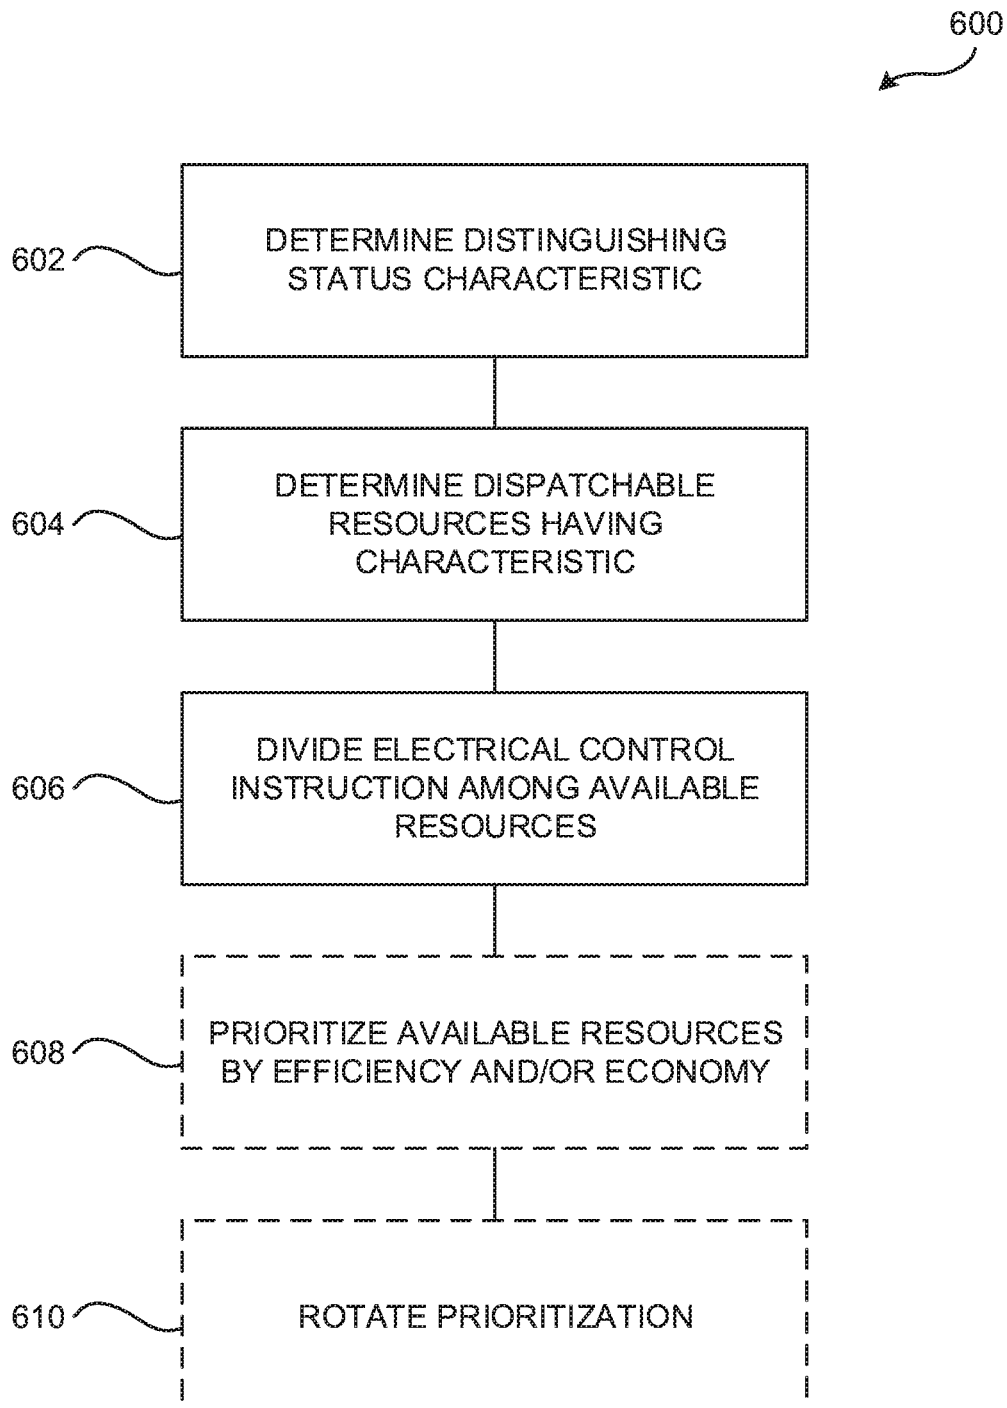 600
602
DETERMINE DISTINGUISHING
STATUS CHARACTERISTIC
604
DETERMINE DISPATCHABLE
RESOURCES HAVING
CHARACTERISTIC
606
DIVIDE ELECTRICAL CONTROL
INSTRUCTION AMONG AVAILABLE
RESOURCES
608
PRIORITIZE AVAILABLE RESOURCES
BY EFFICIENCY AND/OR ECONOMY
610
ROTATE PRIORITIZATION